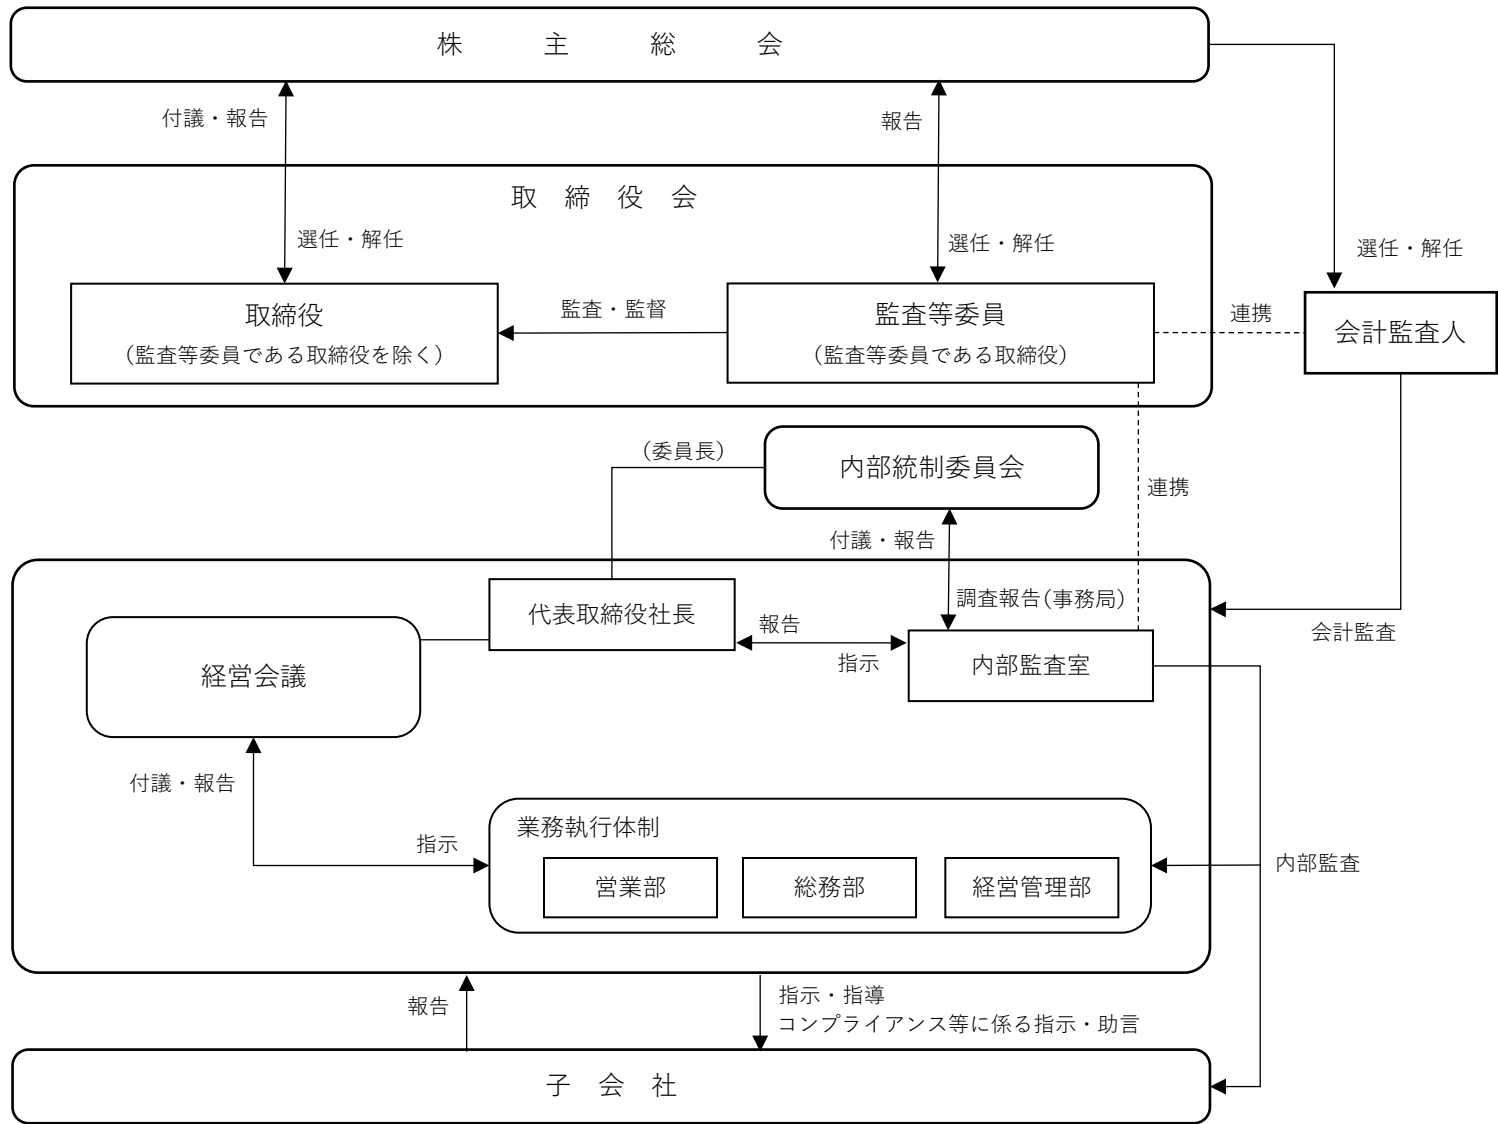 株主総会
付議・報告
報告
取締役会
選任・解任
選任・解任
選任・解任
取締役
（監査等委員である取締役を除く）
監査・監督
監査等委員
（監査等委員である取締役）
連携
会計監査人
（委員長）
内部統制委員会
連携
付議・報告
代表取締役社長
調査報告（事務局）
報告
指示
会計監査
経営会議
内部監査室
付議・報告
指示
業務執行体制
営業部
総務部
経営管理部
内部監査
報告
指示・指導
コンプライアンス等に係る指示・助言
子会社